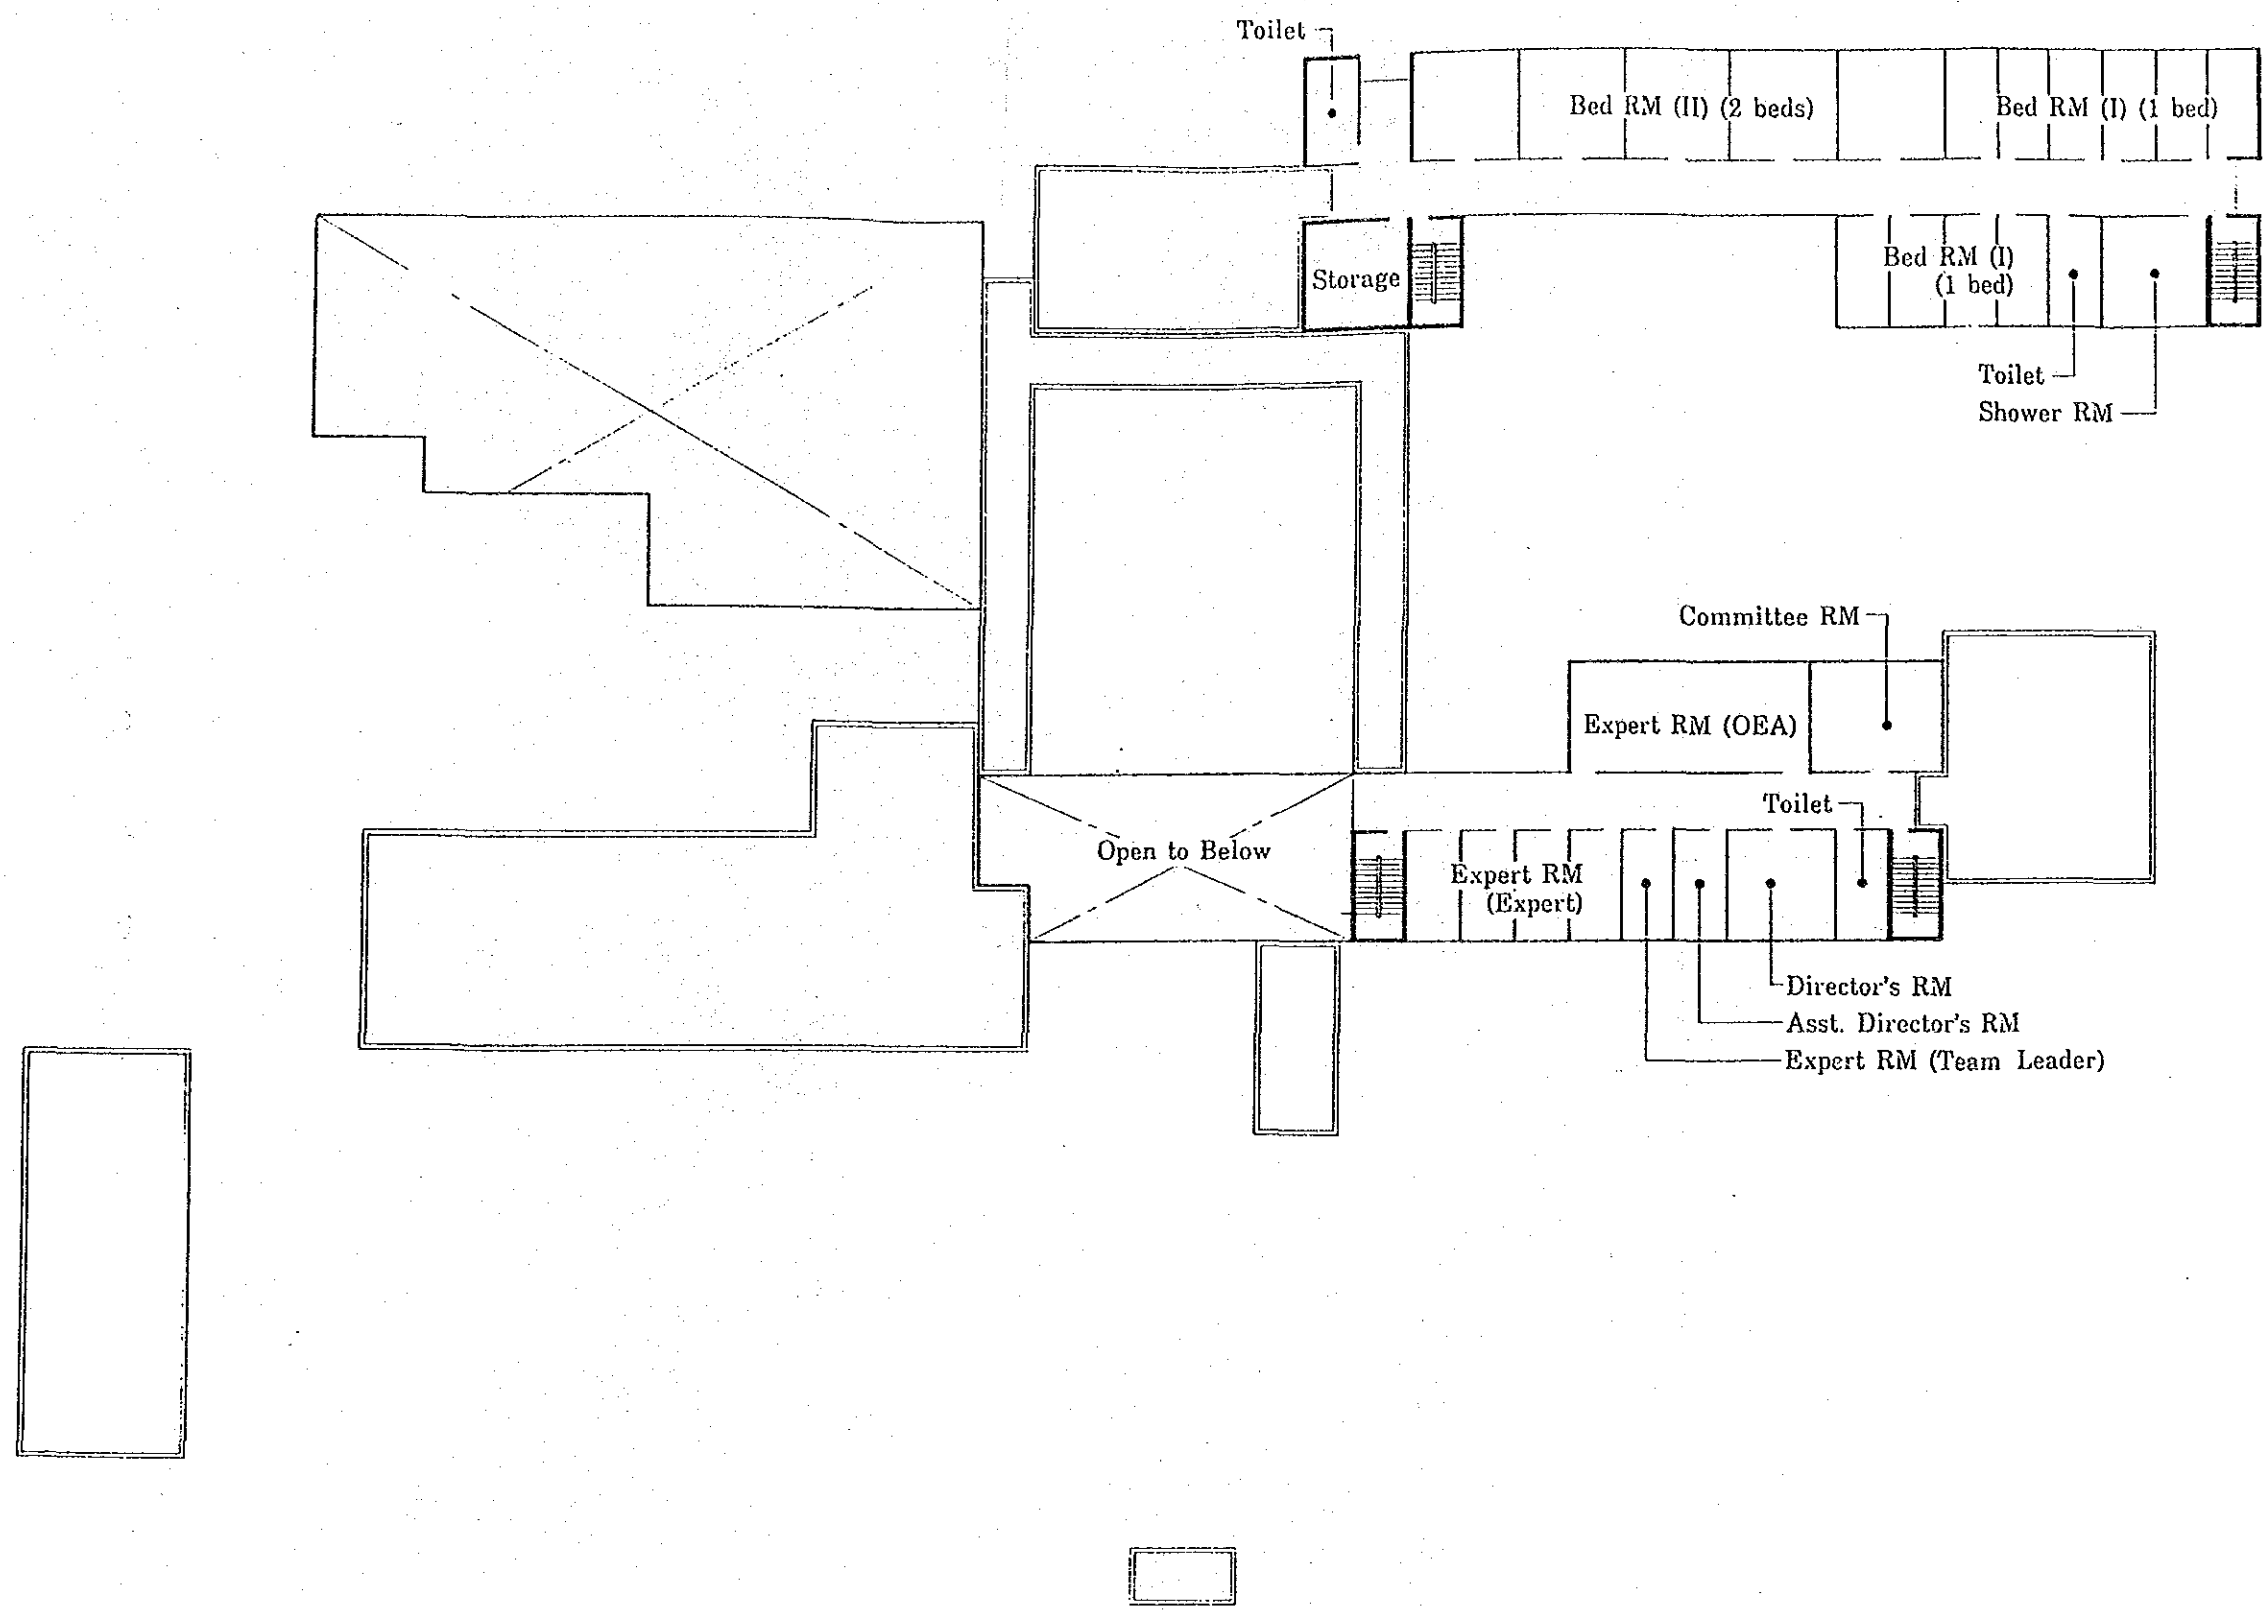 Toilet
Bed RM (II) (2 beds)
Bed RM (I) (1 bed)
Storage
Bed RM (I)
(1 bed)
Toilet
Shower RM
Committee RM
Expert RM (OEA)
Toilet
Open to Below
Expert RM
(Expert)
Director's RM
Asst. Director's RM
Expert RM (Team Leader)